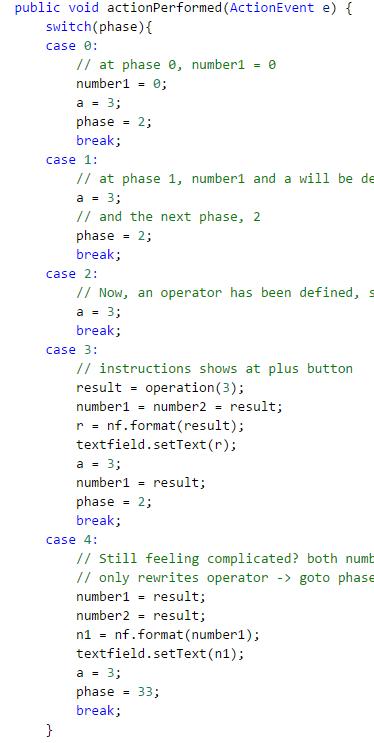 public void actionPerformed(ActionEvent e) {
switch(phase){
case 0:
// at phase 0, number1 = 0
number1 = 0;
a = 3;
phase = 2;
break;
case 1:
// at phase 1, number1 and a will be de
a = 3;
// and the next phase, 2
phase = 2;
break;
case 2:
// Now, an operator has been defined, s
a = 3;
break;
case 3:
// instructions shows at plus button
result = operation(3);
number1 = number2 = result;
r = nf.format(result);
textfield.setText(r);
a = 3;
number1 = result;
phase = 2;
break;
case 4:
// Still feeling complicated? both numb
// only rewrites operator -> goto phase
number1 = result;
number2 = result;
n1 = nf.format(number1);
textfield.setText(n1);
a = 3;
phase = 33;
break;
}